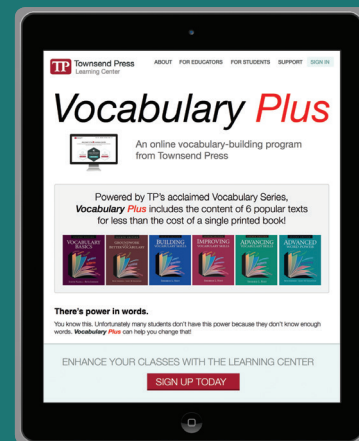 TP Townsend Press
Learning Center
ABOUT FOR EDUCATORS FOR STUDENTS SUPPORT SIGN IN
Vocabulary Plus
An online vocabulary-building program
from Townsend Press
Powered by TP's acclaimed Vocabulary Series,
Vocabulary Plus includes the content of 6 popular texts
for less than the cost of a single printed book!
VOCABULARY BASICS
GROUNDWORK FOR A BETTER VOCABULARY
BUILDING VOCABULARY SKILLS
IMPROVING VOCABULARY SKILLS
ADVANCING VOCABULARY SKILLS
ADVANCED WORD POWER
There's power in words.
You know this. Unfortunately many students don't have this power because they don't know enough
words. Vocabulary Plus can help you change that!
ENHANCE YOUR CLASSES WITH THE LEARNING CENTER
SIGN UP TODAY